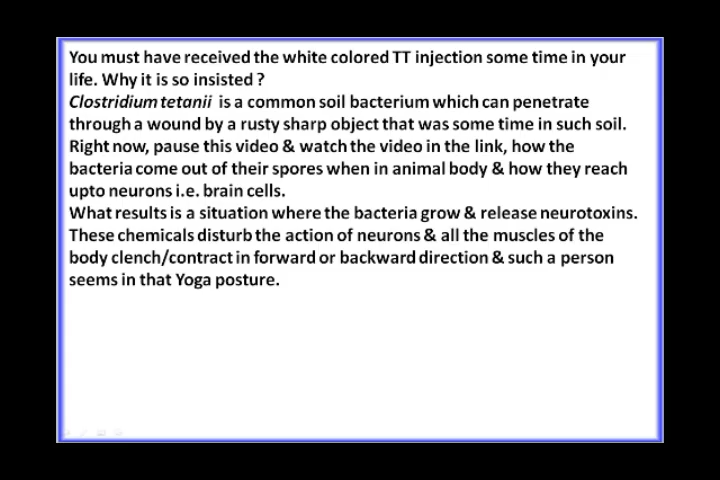 You must have received the white colored TT injection some time in your
life. Why it is so insisted ?
Clostridium tetanii is a common soil bacterium which can penetrate
through a wound by a rusty sharp object that was some time in such soil.
Right now, pause this video & watch the video in the link, how the
bacteria come out of their spores when in animal body & how they reach
upto neurons i.e. brain cells.
What results is a situation where the bacteria grow & release neurotoxins.
These chemicals disturb the action of neurons & all the muscles of the
body clench/contract in forward or backward direction & such a person
seems in that Yoga posture.